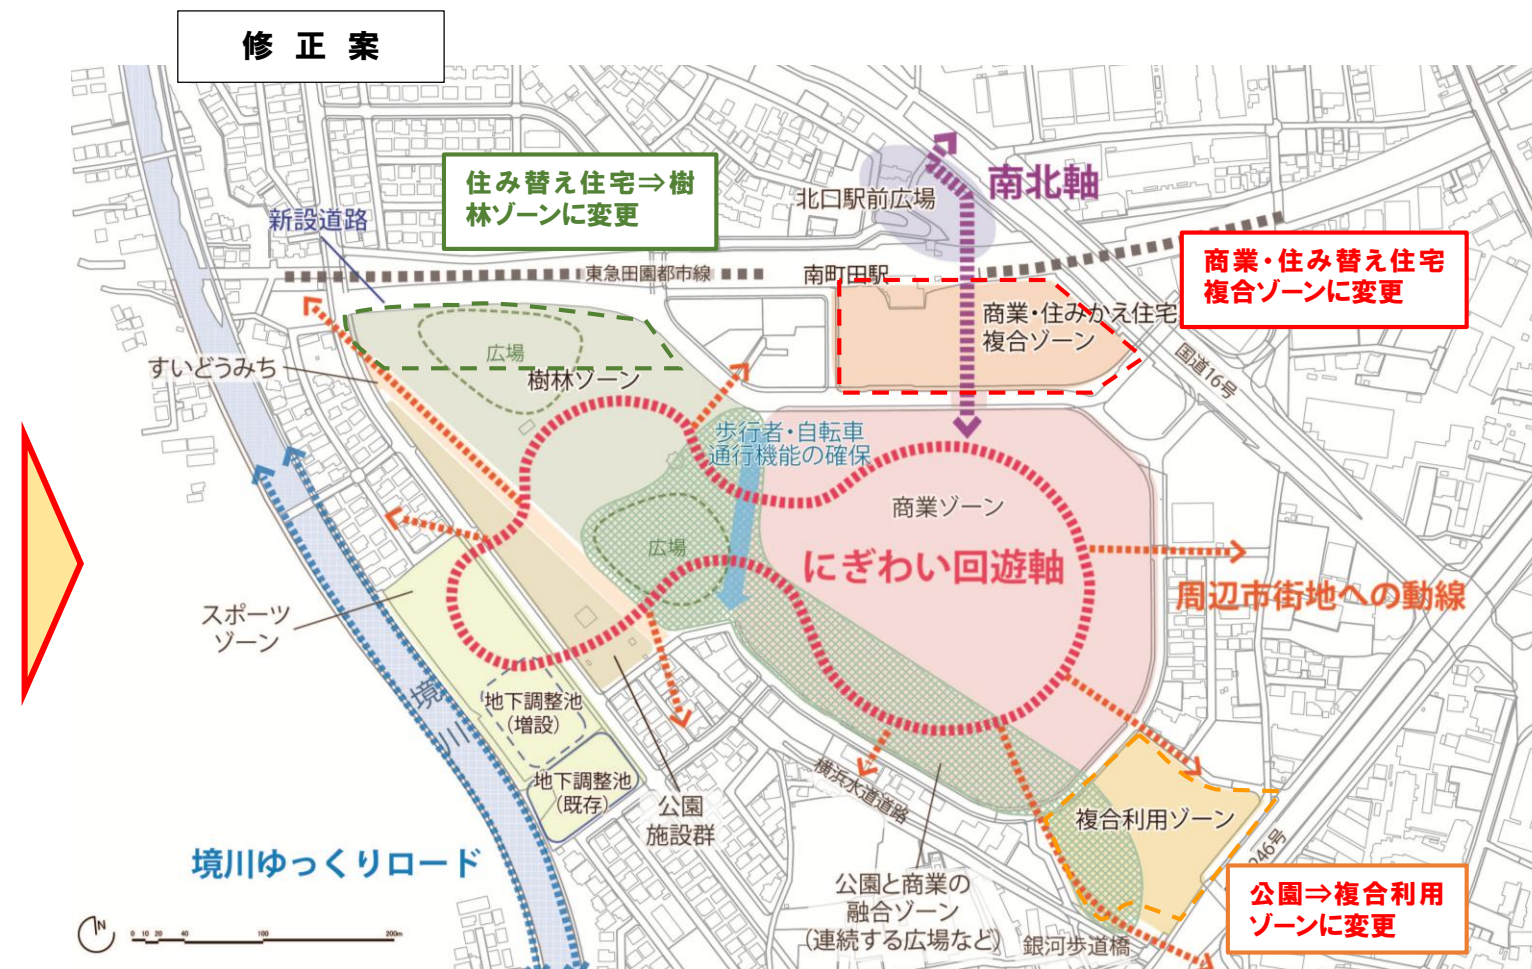 修正案
住み替え住宅⇒樹
林ゾーンに変更
南北軸
北口駅前広場
新設道路
商業・住み替え住宅
複合ゾーンに変更
東急田園都市線
南町田駅
商業・住みかえ住宅
複合ゾーン
国道16号
すいどうみち
広場
樹林ゾーン
歩行者・自転車
通行機能の確保
商業ゾーン
広場
にぎわい回遊軸
周辺市街地への動線
スポーツ
ゾーン
境川
地下調整池
(増設)
地下調整池
(既存)
公園
施設群
横浜水道道路
複合利用ゾーン
246号
境川ゆっくりロード
公園と商業の
融合ゾーン
(連続する広場など)
銀河歩道橋
公園⇒複合利用
ゾーンに変更
N
0 10 20 40 100 200m